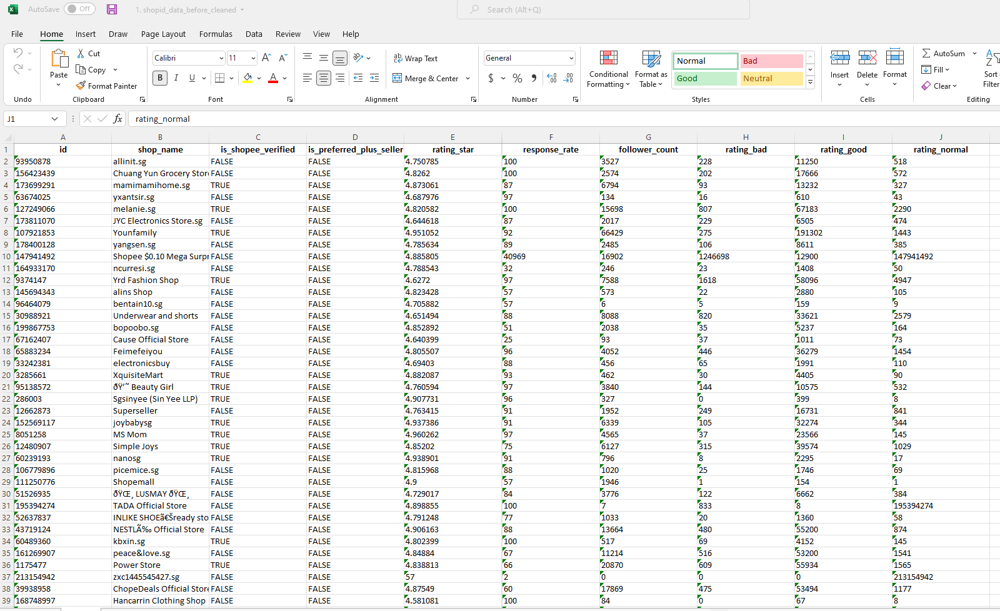 AutoSave Off 1. shopid_data_before_cleaned Search (Alt+Q)
File Home Insert Draw Page Layout Formulas Data Review View Help
Undo
Paste Cut Copy Format Painter
Clipboard
Calibri 11
B I U
Font
Wrap Text
Merge & Center
Alignment
General
$ % 9
Number
Conditional Formatting Format as Table
Normal Bad
Good Neutral
Styles
Insert Delete Format
Cells
AutoSum
Fill
Clear
Sort
Filter
Editing
J1 fx rating_normal
A B C D E F G H I J
1 id shop_name is_shopee_verified is_preferred_plus_seller rating_star response_rate follower_count rating_bad rating_good rating_normal
2 93950878 allinit.sg FALSE FALSE 4.750785 100 3527 228 11250 518
3 156423439 Chuang Yun Grocery Stor FALSE FALSE 4.8262 100 2574 202 17666 572
4 173699291 mamimamihome.sg TRUE FALSE 4.873061 87 6794 93 13232 327
5 63674025 yxantsir.sg FALSE FALSE 4.687976 97 134 16 610 43
6 127249066 melanie.sg TRUE FALSE 4.820582 100 15698 807 67183 2290
7 173811070 JYC Electronics Store.sg FALSE FALSE 4.644618 87 2017 229 6505 474
8 107921853 Younfamily TRUE FALSE 4.951052 92 66429 275 191302 1443
9 178400128 yangsen.sg FALSE FALSE 4.785634 89 2485 106 8611 385
10 147941492 Shopee $0.10 Mega Surpr FALSE FALSE 4.885805 40969 16902 1246698 12900 147941492
11 164933170 ncurresi.sg FALSE FALSE 4.788543 32 246 23 1408 50
12 9374147 Yrd Fashion Shop TRUE FALSE 4.6272 97 7588 1618 58096 4947
13 145694343 alins Shop FALSE FALSE 4.823428 57 573 22 2880 105
14 96464079 bentain10.sg FALSE FALSE 4.705882 57 6 5 159 9
15 30988921 Underwear and shorts FALSE FALSE 4.651494 88 8088 820 33621 2579
16 199867753 bopoobo.sg FALSE FALSE 4.852892 51 2038 35 5237 164
17 67162407 Cause Official Store FALSE FALSE 4.640399 25 93 37 1011 73
18 65883234 Feimefeiyou FALSE FALSE 4.805507 96 4052 446 36279 1454
19 33242381 electronicsbuy FALSE FALSE 4.69403 88 456 65 1991 110
20 3285661 XquisiteMart TRUE FALSE 4.882087 93 462 30 4405 90
21 95138572 ðŸ’˜ Beauty Girl TRUE FALSE 4.760594 97 3840 144 10575 532
22 286003 Sgsinyee (Sin Yee LLP) TRUE FALSE 4.907731 96 327 0 399 8
23 12662873 Superseller FALSE FALSE 4.763415 91 1952 249 16731 841
24 152569117 joybabysg TRUE FALSE 4.937386 91 6339 105 32274 344
25 8051258 MS Mom TRUE FALSE 4.960262 97 4565 37 23566 145
26 12480907 Simple Joys TRUE FALSE 4.85202 75 6127 315 39574 1029
27 60239193 nanosg TRUE FALSE 4.938901 91 796 8 2295 17
28 106779896 picemice.sg FALSE FALSE 4.815968 88 1020 25 1746 69
29 111250776 Shopemall FALSE FALSE 4.9 57 1946 1 154 1
30 51526935 ðŸŒ¸ LUSMAY ðŸŒ¸ FALSE FALSE 4.729017 84 3776 122 6662 384
31 195394274 TADA Official Store FALSE FALSE 4.898855 100 7 833 8 195394274
32 52637837 INLIKE SHOEã€Šready sto FALSE FALSE 4.791248 77 1033 20 1360 58
33 43719124 NESTLÃ‰ Official Store FALSE FALSE 4.906163 88 13664 480 55200 874
34 60489360 kbxin.sg TRUE FALSE 4.802399 100 517 69 4152 145
35 161269907 peace&love.sg FALSE FALSE 4.84884 67 11214 516 53200 1541
36 1175477 Power Store TRUE FALSE 4.838813 66 20870 609 55934 1565
37 213154942 zxc1445545427.sg FALSE FALSE 57 2 0 0 0 213154942
38 39938958 ChopeDeals Official Stor FALSE FALSE 4.87549 60 17869 475 53494 1177
39 168748997 Hancarrin Clothing Shop FALSE FALSE 4.581081 100 84 0 67 8